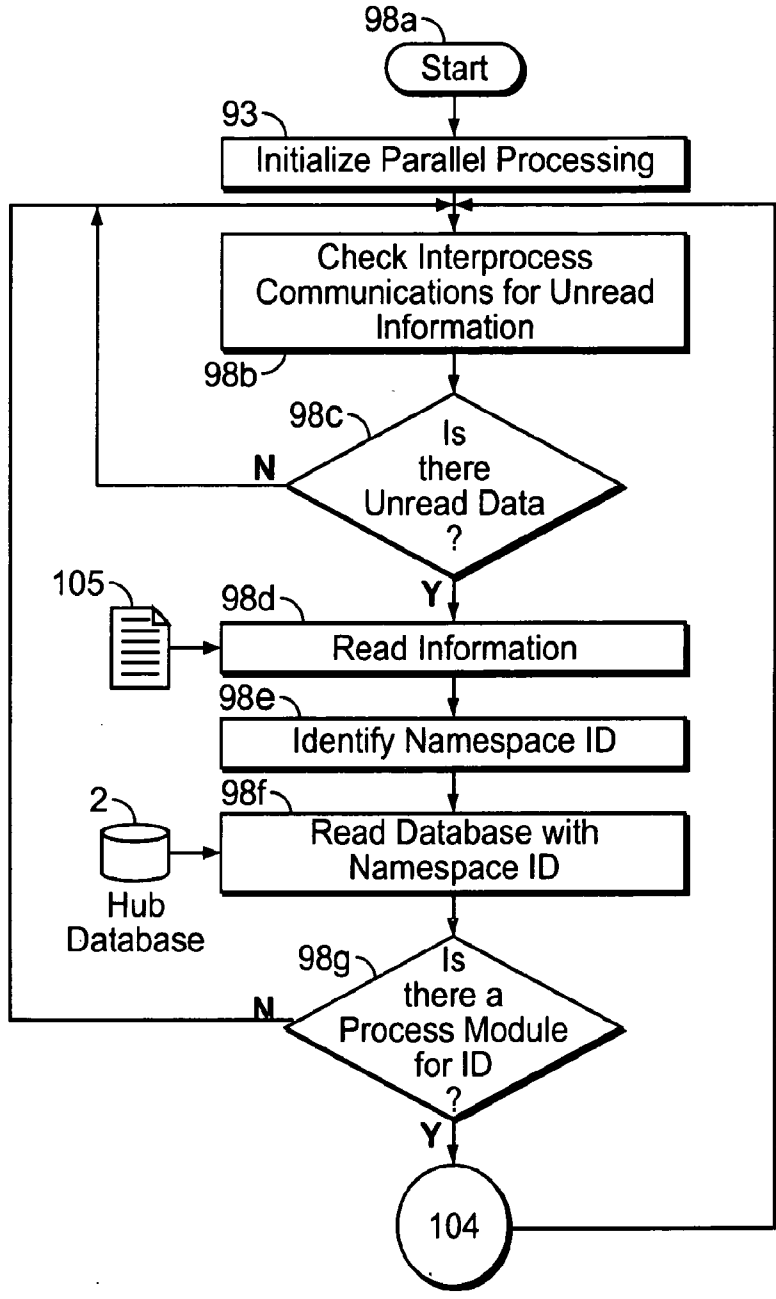 98a
Start
93
Initialize Parallel Processing
Check Interprocess
Communications for Unread
Information
98b
98c
Is
there
Unread Data
?
N
Y
105
98d
Read Information
98e
Identify Namespace ID
98f
2
Read Database with
Namespace ID
Hub
Database
98g
Is
there a
Process Module
for ID
?
N
Y
104